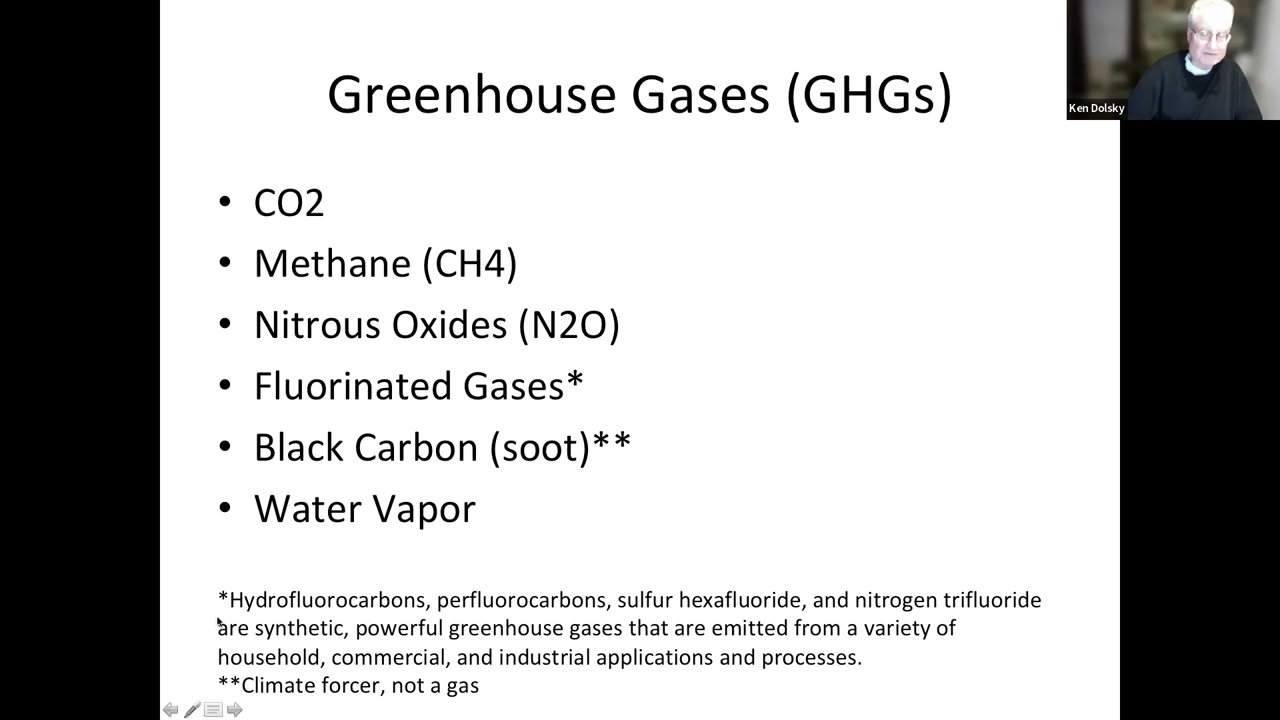 Greenhouse Gases (GHGs)
Ken Dolsky
• CO2
• Methane (CH4)
• Nitrous Oxides (N2O)
• Fluorinated Gases*
• Black Carbon (soot)**
• Water Vapor
*Hydrofluorocarbons, perfluorocarbons, sulfur hexafluoride, and nitrogen trifluoride
are synthetic, powerful greenhouse gases that are emitted from a variety of
household, commercial, and industrial applications and processes.
**Climate forcer, not a gas